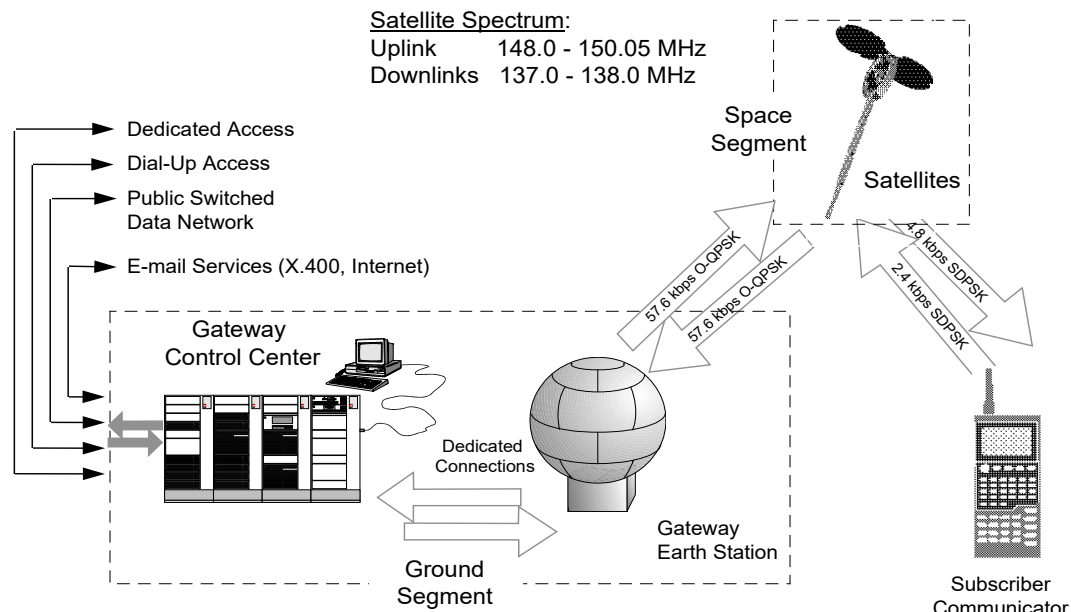 Satellite Spectrum:
Uplink 148.0 - 150.05 MHz
Downlinks 137.0 - 138.0 MHz
Space
Segment
Satellites
Dedicated Access
Dial-Up Access
Public Switched
Data Network
E-mail Services (X.400, Internet)
57.6 kbps O-QPSK
57.6 kbps O-QPSK
4.8 kbps SDPSK
2.4 kbps SDPSK
Gateway
Control Center
Dedicated
Connections
Gateway
Earth Station
Ground
Segment
Subscriber
Communicator